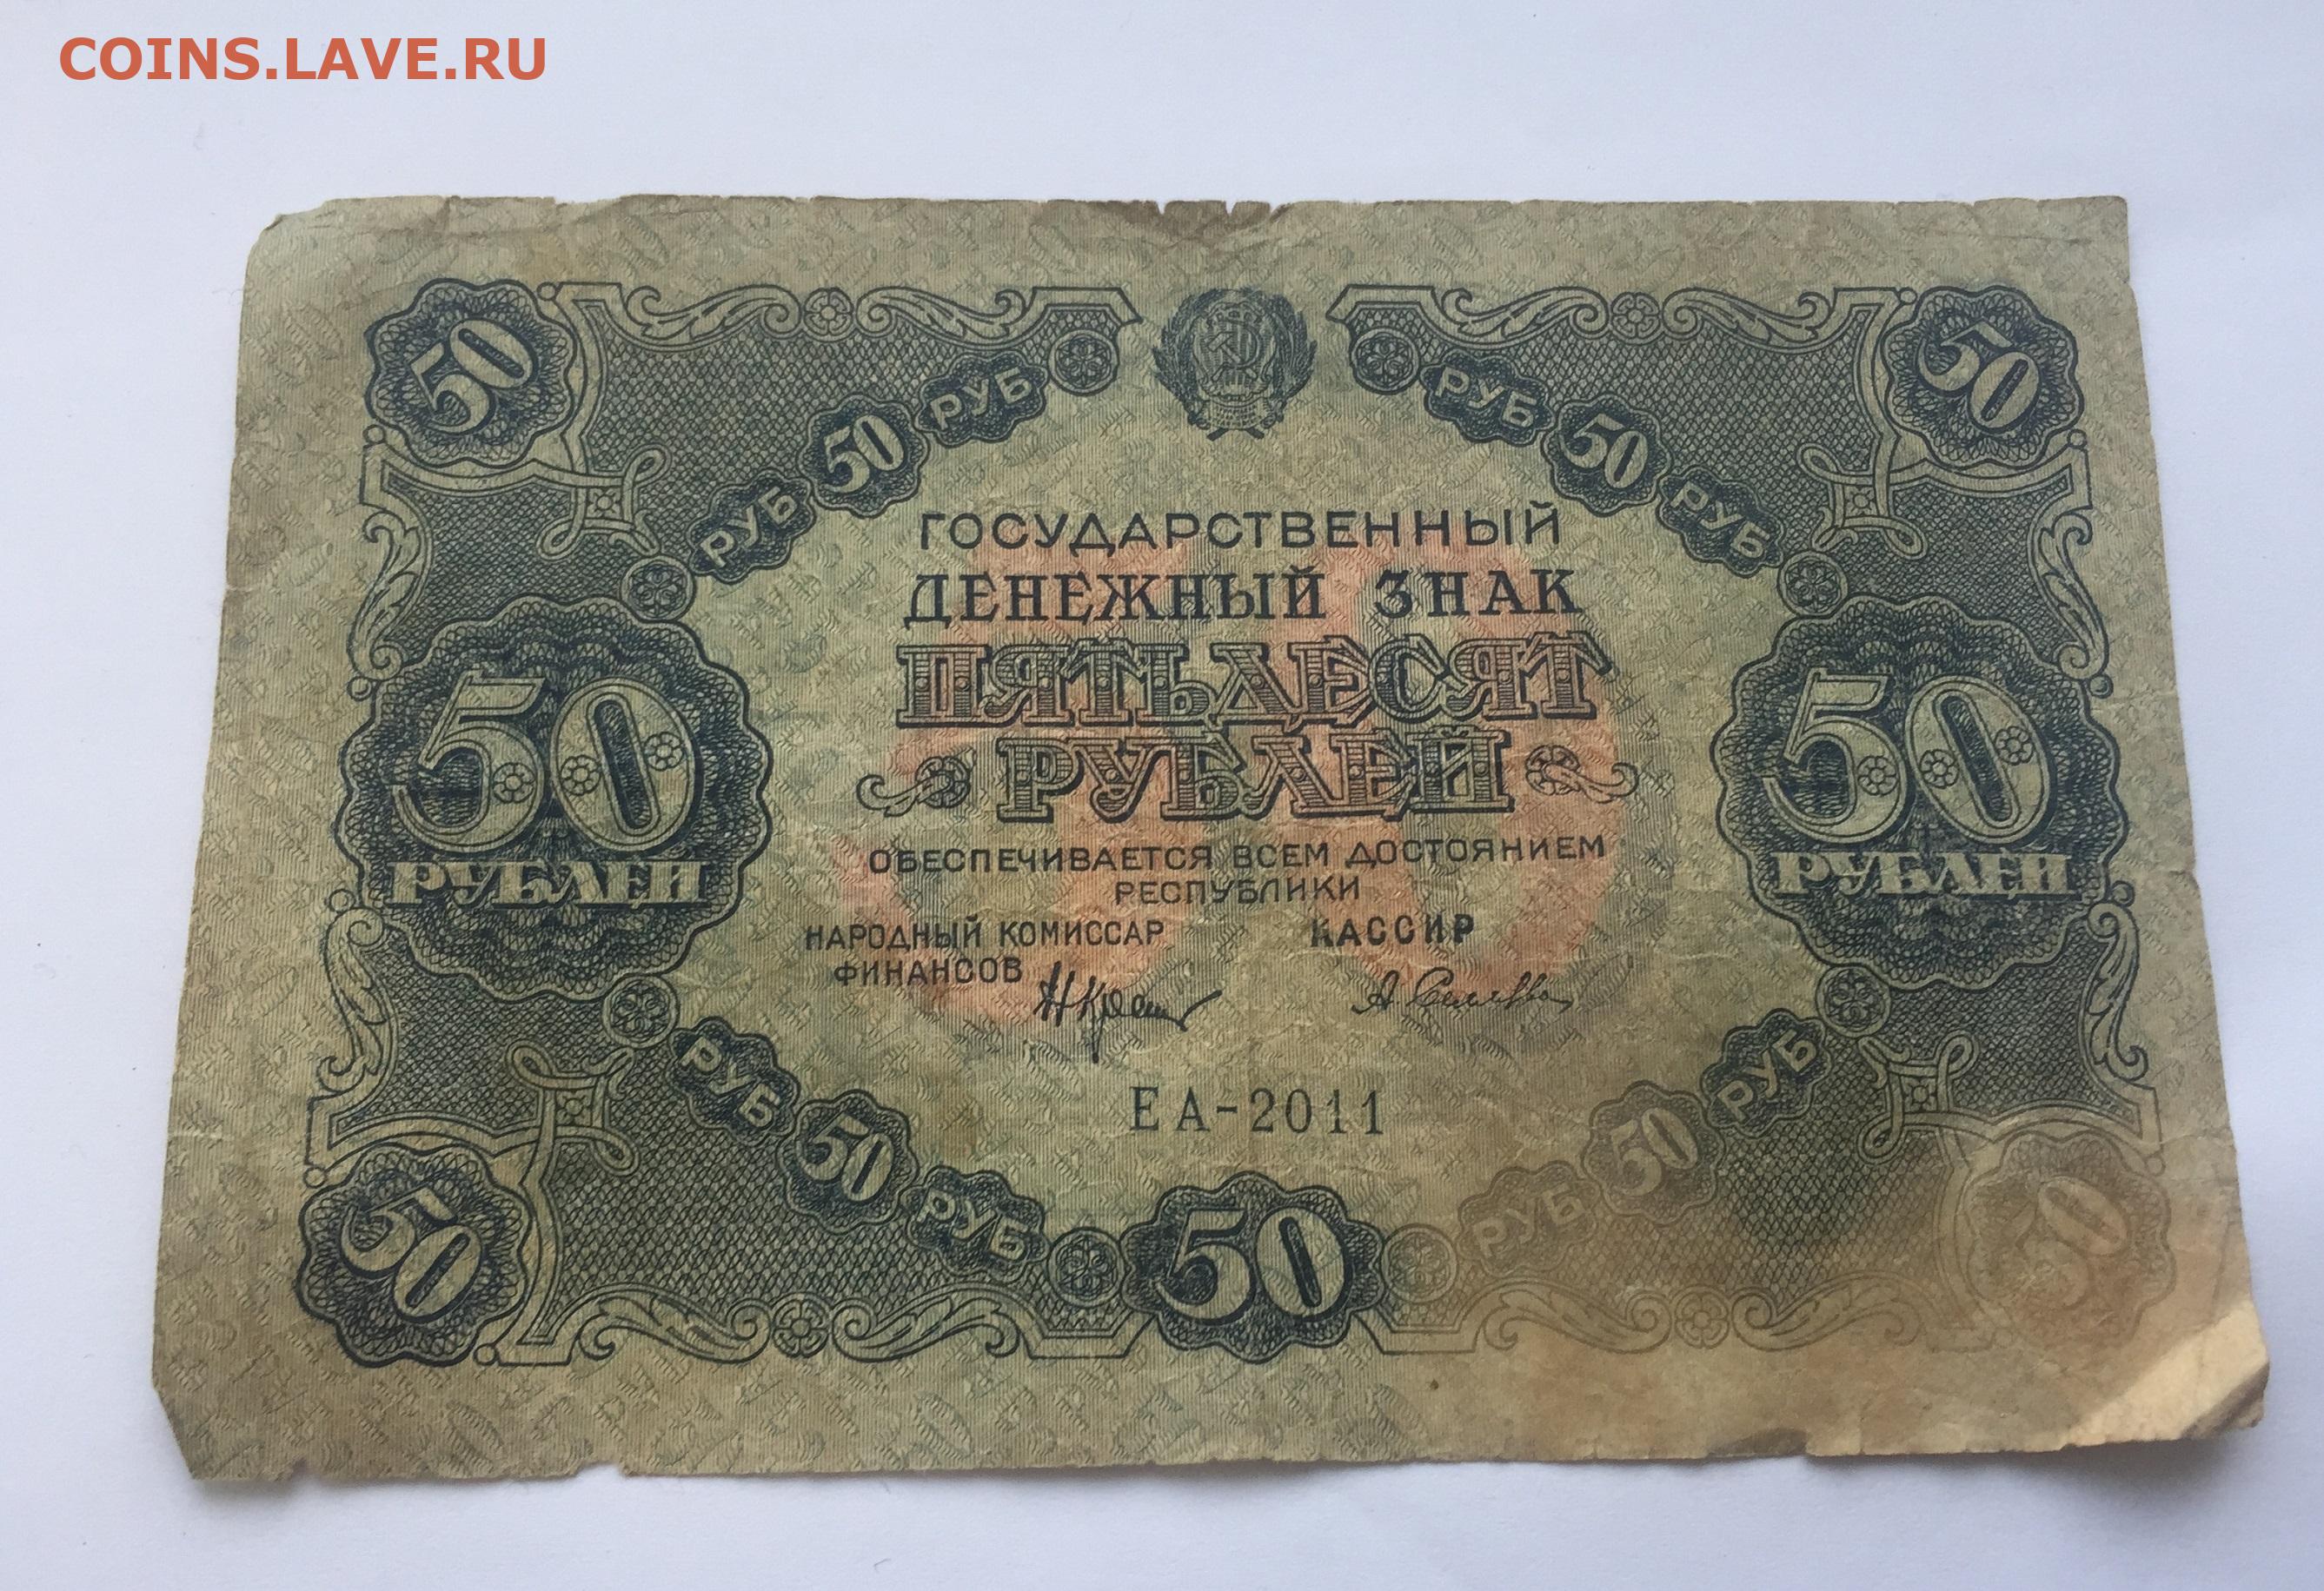 COINS.LAVE.RU
50 50
РУБ 50 РУБ РУБ 50 РУБ
ГОСУДАРСТВЕННЫЙ
ДЕНЕЖНЫЙ ЗНАК
ПЯТЬДЕСЯТ
РУБЛЕЙ
50 50
РУБЛЕЙ РУБЛЕЙ
ОБЕСПЕЧИВАЕТСЯ ВСЕМ ДОСТОЯНИЕМ
РЕСПУБЛИКИ
НАРОДНЫЙ КОМИССАР КАССИР
ФИНАНСОВ
ЕА-2011
РУБ 50 РУБ РУБ 50 РУБ
50 50 50